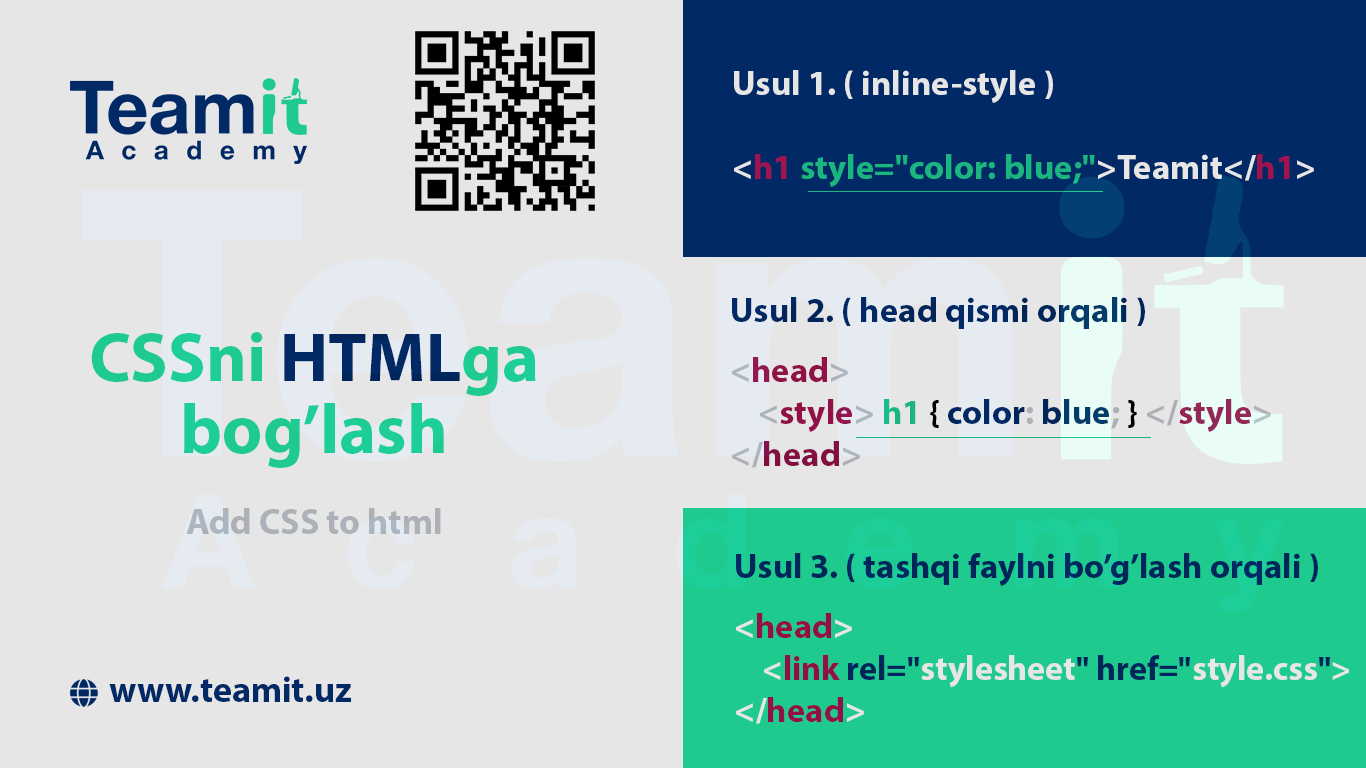 Teamit
Academy
CSSni HTMLga
bog’lash
Add CSS to html
www.teamit.uz
Usul 1. ( inline-style )
<h1 style="color: blue;">Teamit</h1>
Usul 2. ( head qismi orqali )
<head>
<style> h1 { color: blue; } </style>
</head>
Usul 3. ( tashqi faylni bo’g’lash orqali )
<head>
<link rel="stylesheet" href="style.css">
</head>
Teamit
Academy